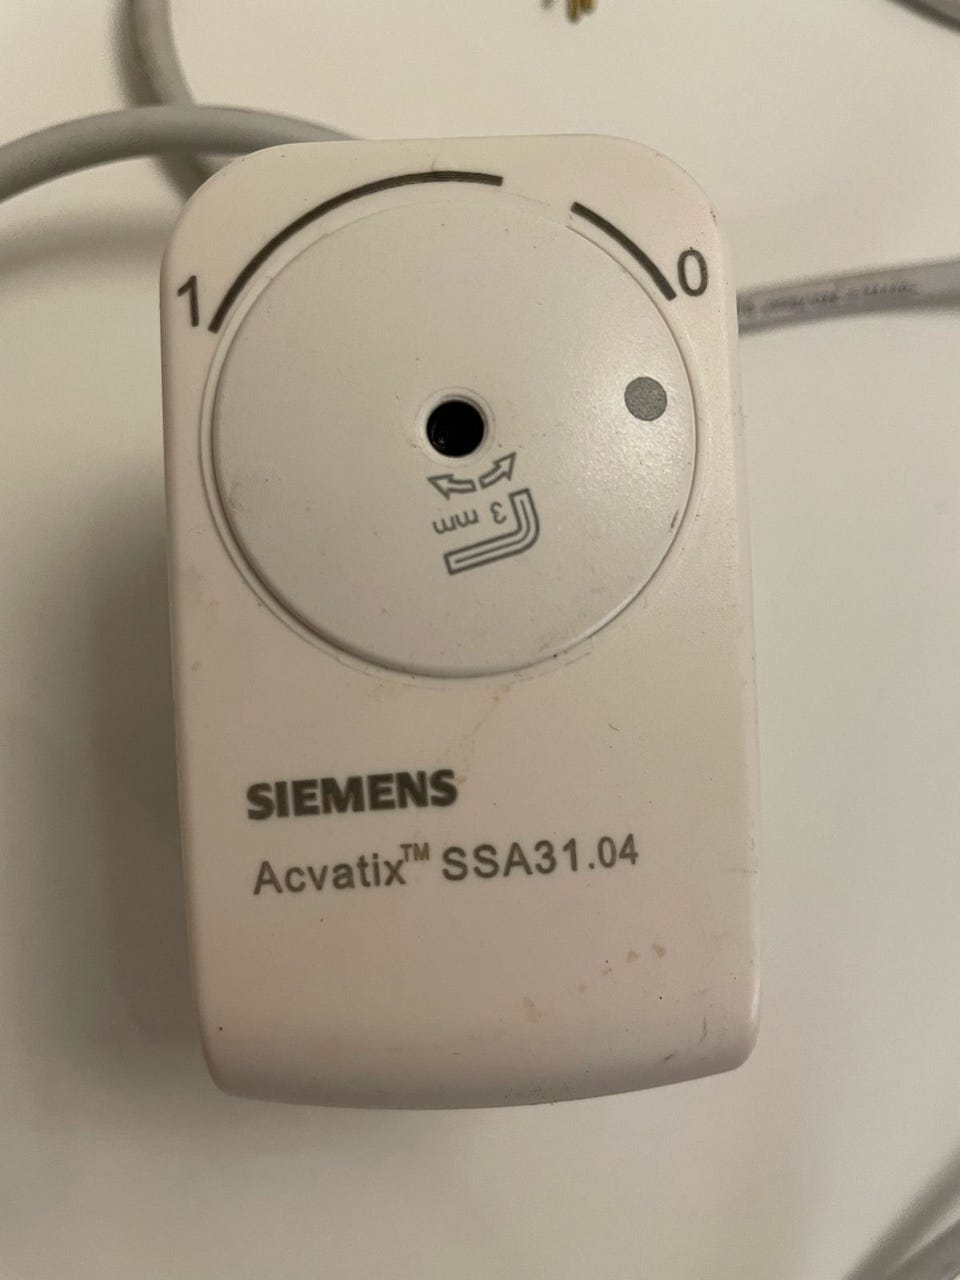 1
0
3 mm
SIEMENS
Acvatix™ SSA31.04